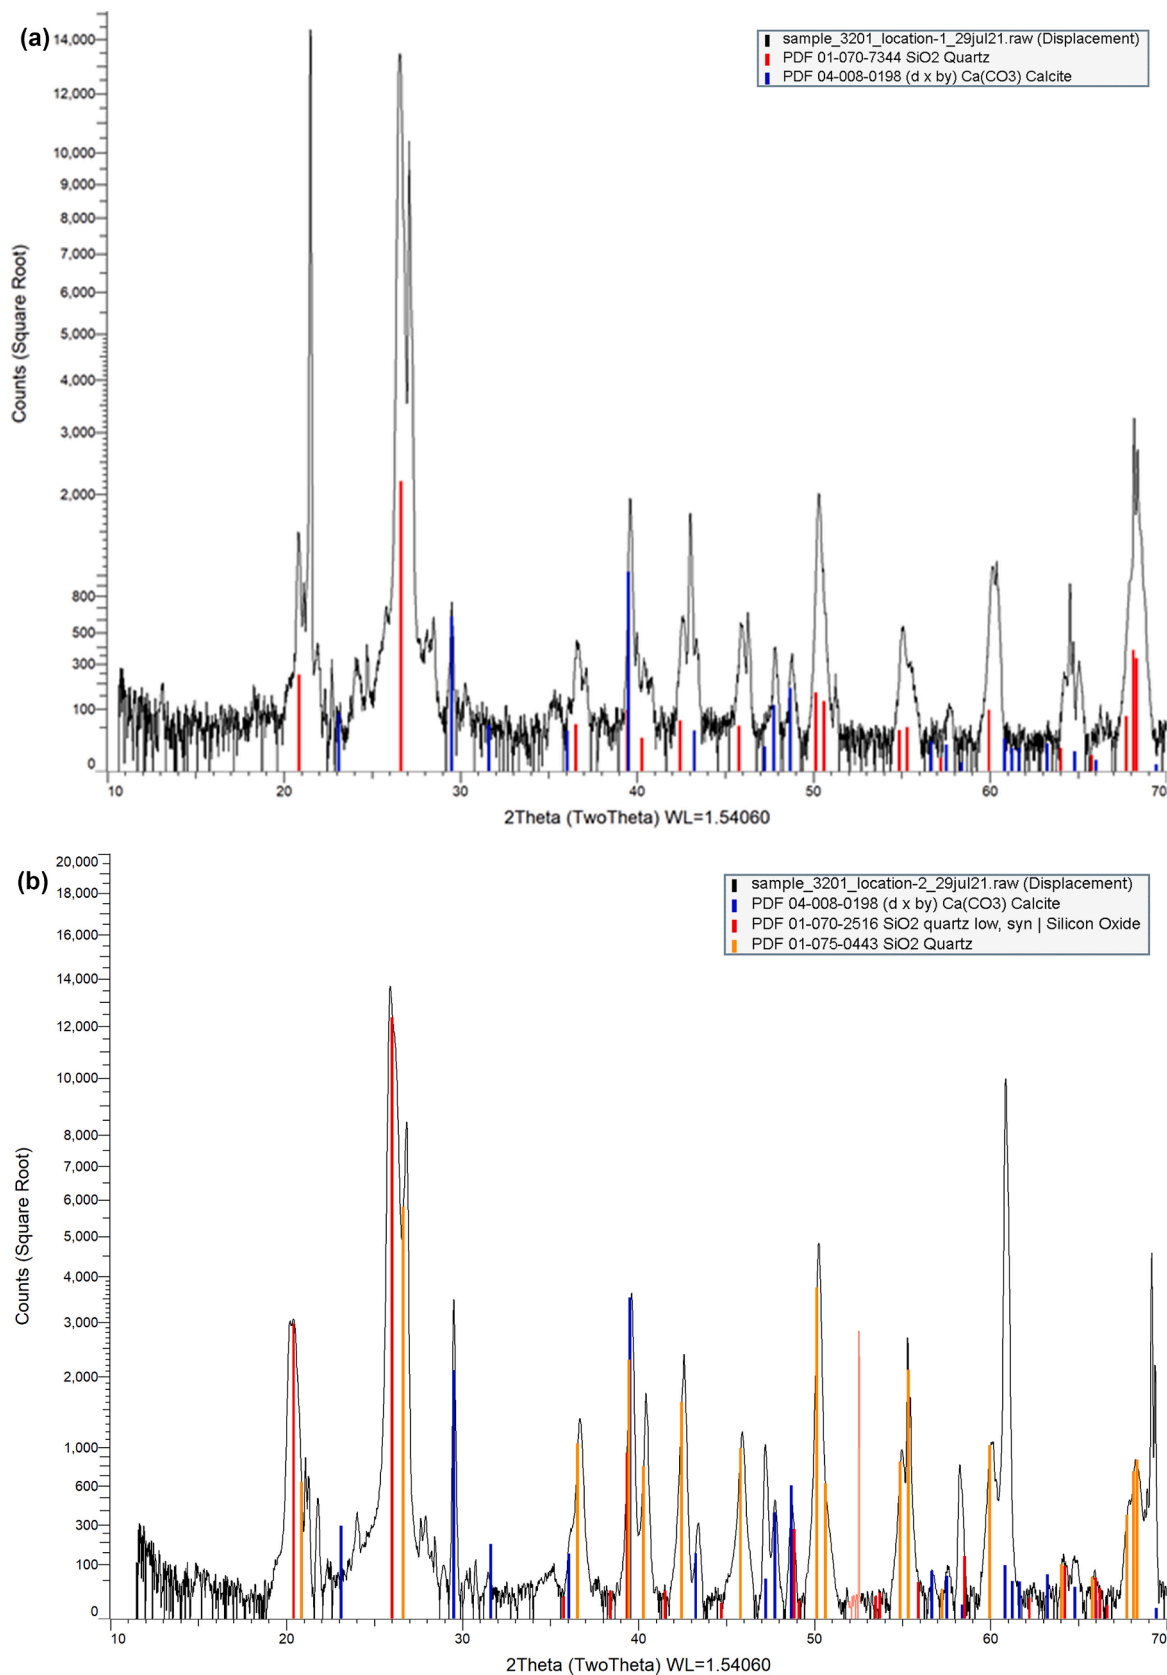 (a)
sample_3201_location-1_29jul21.raw (Displacement)
PDF 01-070-7344 SiO2 Quartz
PDF 04-008-0198 (d x by) Ca(CO3) Calcite
14,000
12,000
10,000
9,000
8,000
7,000
6,000
5,000
4,000
3,000
2,000
800
500
300
100
0
Counts (Square Root)
10 20 30 40 50 60 70
2Theta (TwoTheta) WL=1.54060
(b)
sample_3201_location-2_29jul21.raw (Displacement)
PDF 04-008-0198 (d x by) Ca(CO3) Calcite
PDF 01-070-2516 SiO2 quartz low, syn | Silicon Oxide
PDF 01-075-0443 SiO2 Quartz
20,000
18,000
16,000
14,000
12,000
10,000
8,000
7,000
6,000
5,000
4,000
3,000
2,000
1,000
600
300
100
0
Counts (Square Root)
10 20 30 40 50 60 70
2Theta (TwoTheta) WL=1.54060